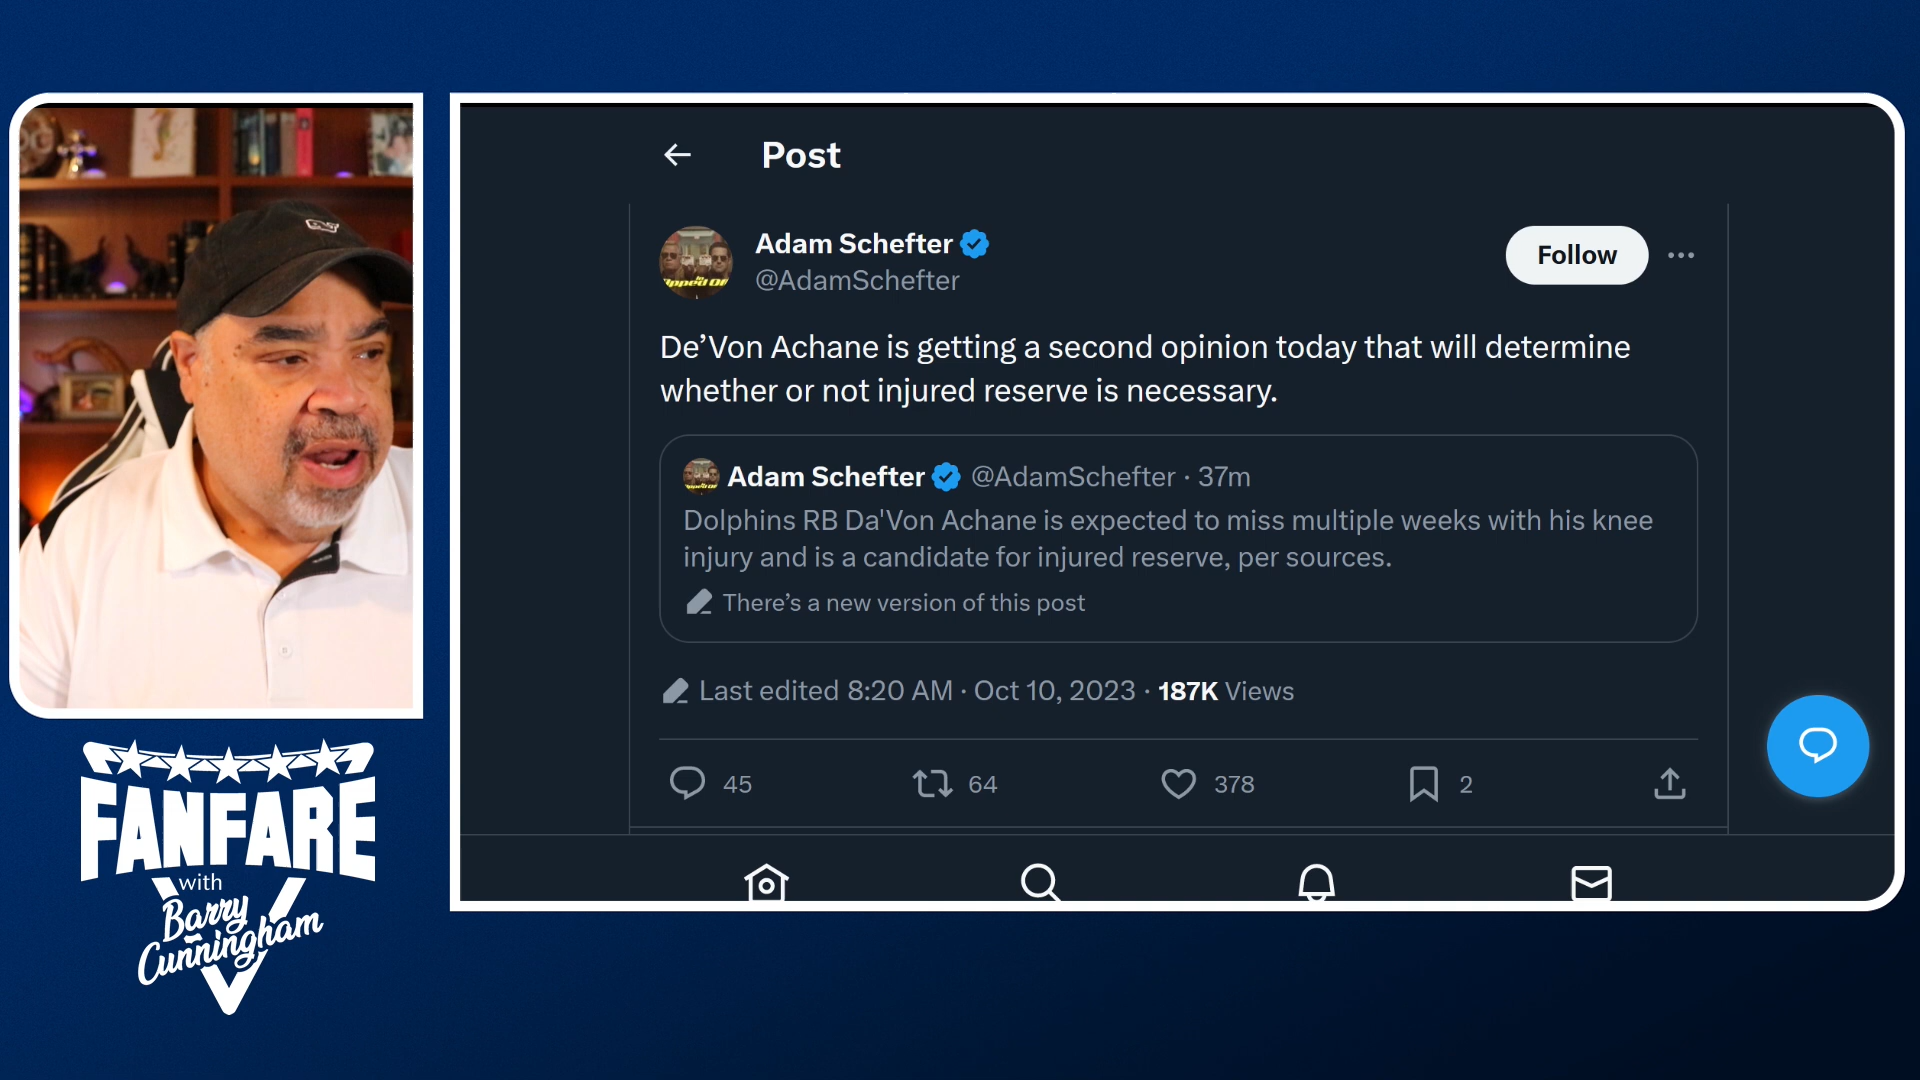 Post
Adam Schefter
@AdamSchefter
Follow
De’Von Achane is getting a second opinion today that will determine
whether or not injured reserve is necessary.
Adam Schefter @AdamSchefter · 37m
Dolphins RB Da'Von Achane is expected to miss multiple weeks with his knee
injury and is a candidate for injured reserve, per sources.
There’s a new version of this post
Last edited 8:20 AM · Oct 10, 2023 · 187K Views
45 64 378 2
FANFARE
with
Barry
Cunningham